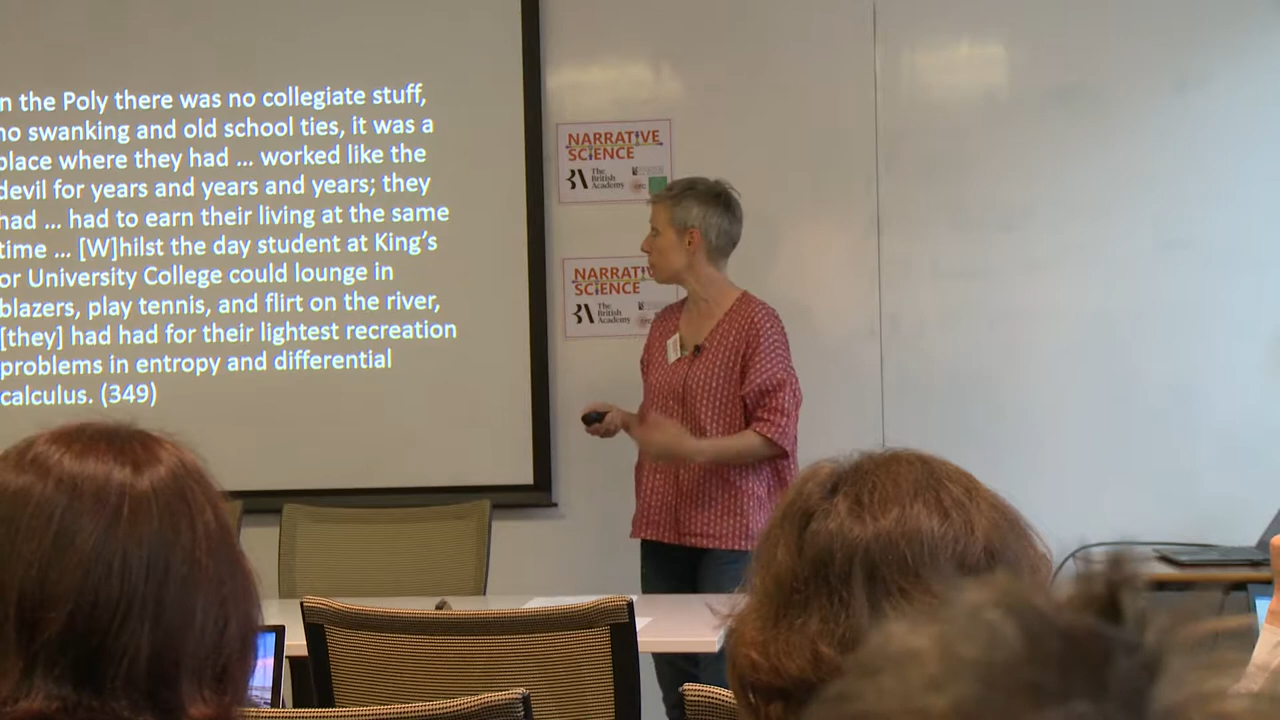 n the Poly there was no collegiate stuff,
no swanking and old school ties, it was a
place where they had ... worked like the
devil for years and years and years; they
had ... had to earn their living at the same
time ... [W]hilst the day student at King's
or University College could lounge in
blazers, play tennis, and flirt on the river,
[they] had had for their lightest recreation
problems in entropy and differential
calculus. (349)
NARRATIVE
SCIENCE
The
British
Academy
erc
NARRATIVE
SCIENCE
The
British
Academy